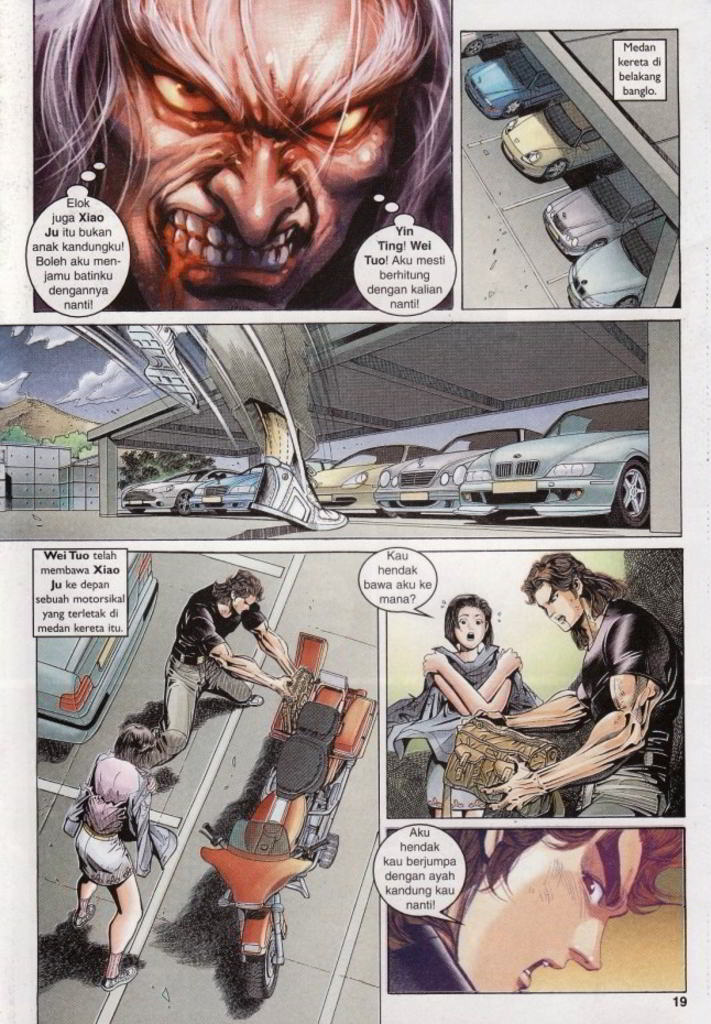 Elok
juga Xiao
Ju itu bukan
anak kandungku!
Boleh aku men-
jamu batinku
dengannya
nanti!
Yin
Ting! Wei
Tuo! Aku mesti
berhitung
dengan kalian
nanti!
Medan
kereta di
belakang
banglo.
Wei Tuo telah
membawa Xiao
Ju ke depan
sebuah motorsikal
yang terletak di
medan kereta itu.
Kau
hendak
bawa aku ke
mana?
Aku
hendak
kau berjumpa
dengan ayah
kandung kau
nanti!
19